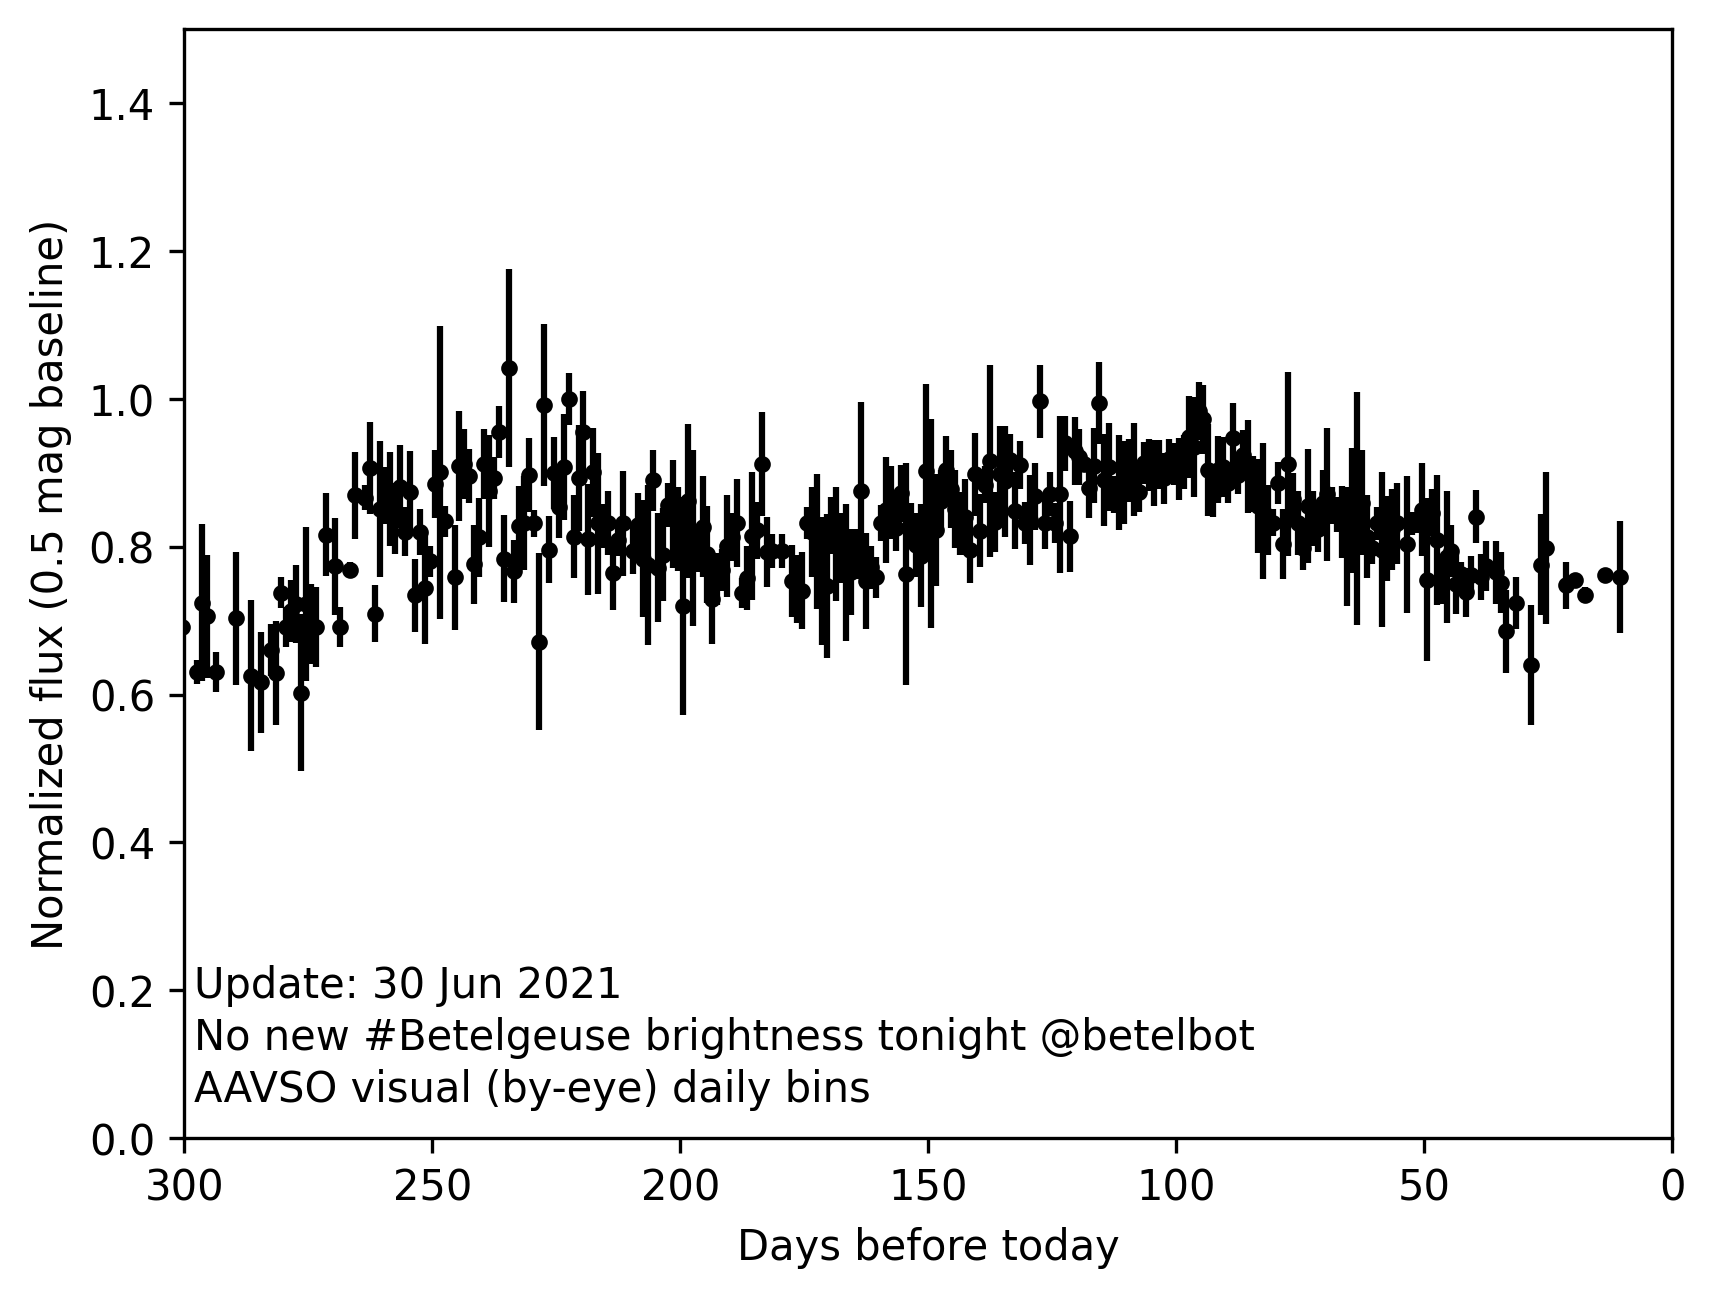 1.4
1.2
1.0
0.8
0.6
0.4
0.2
0.0
Normalized flux (0.5 mag baseline)
Update: 30 Jun 2021
No new #Betelgeuse brightness tonight @betelbot
AAVSO visual (by-eye) daily bins
300 250 200 150 100 50 0
Days before today